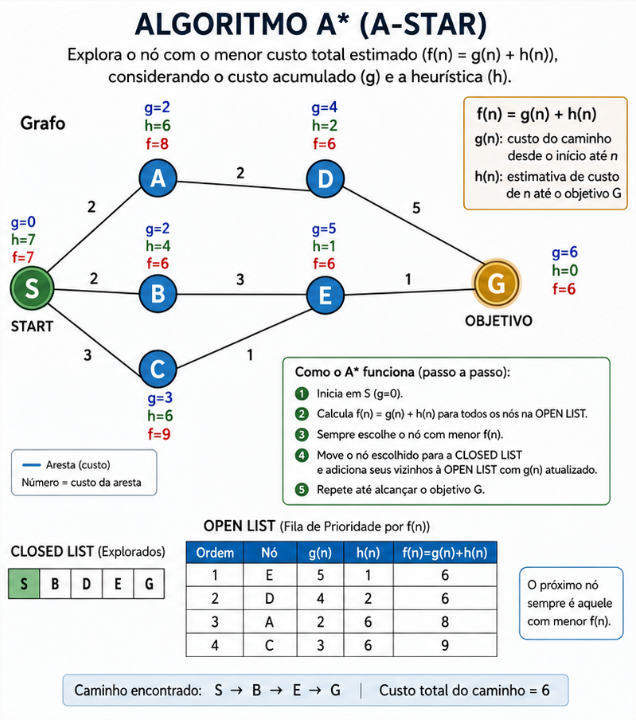 ALGORITMO A* (A-STAR)
Explora o nó com o menor custo total estimado (f(n) = g(n) + h(n)),
considerando o custo acumulado (g) e a heurística (h).
Grafo
g=2
h=6
f=8
A
g=4
h=2
f=6
D
f(n) = g(n) + h(n)
g(n): custo do caminho
desde o início até n
h(n): estimativa de custo
de n até o objetivo G
2
2
5
g=0
h=7
f=7
S
START
2
g=2
h=4
f=6
B
3
g=5
h=1
f=6
E
1
G
OBJETIVO
g=6
h=0
f=6
3
C
1
g=3
h=6
f=9
Aresta (custo)
Número = custo da aresta
Como o A* funciona (passo a passo):
1 Inicia em S (g=0).
2 Calcula f(n) = g(n) + h(n) para todos os nós na OPEN LIST.
3 Sempre escolhe o nó com menor f(n).
4 Move o nó escolhido para a CLOSED LIST
e adiciona seus vizinhos à OPEN LIST com g(n) atualizado.
5 Repete até alcançar o objetivo G.
CLOSED LIST (Explorados)
S B D E G
OPEN LIST (Fila de Prioridade por f(n))
Ordem Nó g(n) h(n) f(n)=g(n)+h(n)
1 E 5 1 6
2 D 4 2 6
3 A 2 6 8
4 C 3 6 9
O próximo nó
sempre é aquele
com menor f(n).
Caminho encontrado: S → B → E → G | Custo total do caminho = 6